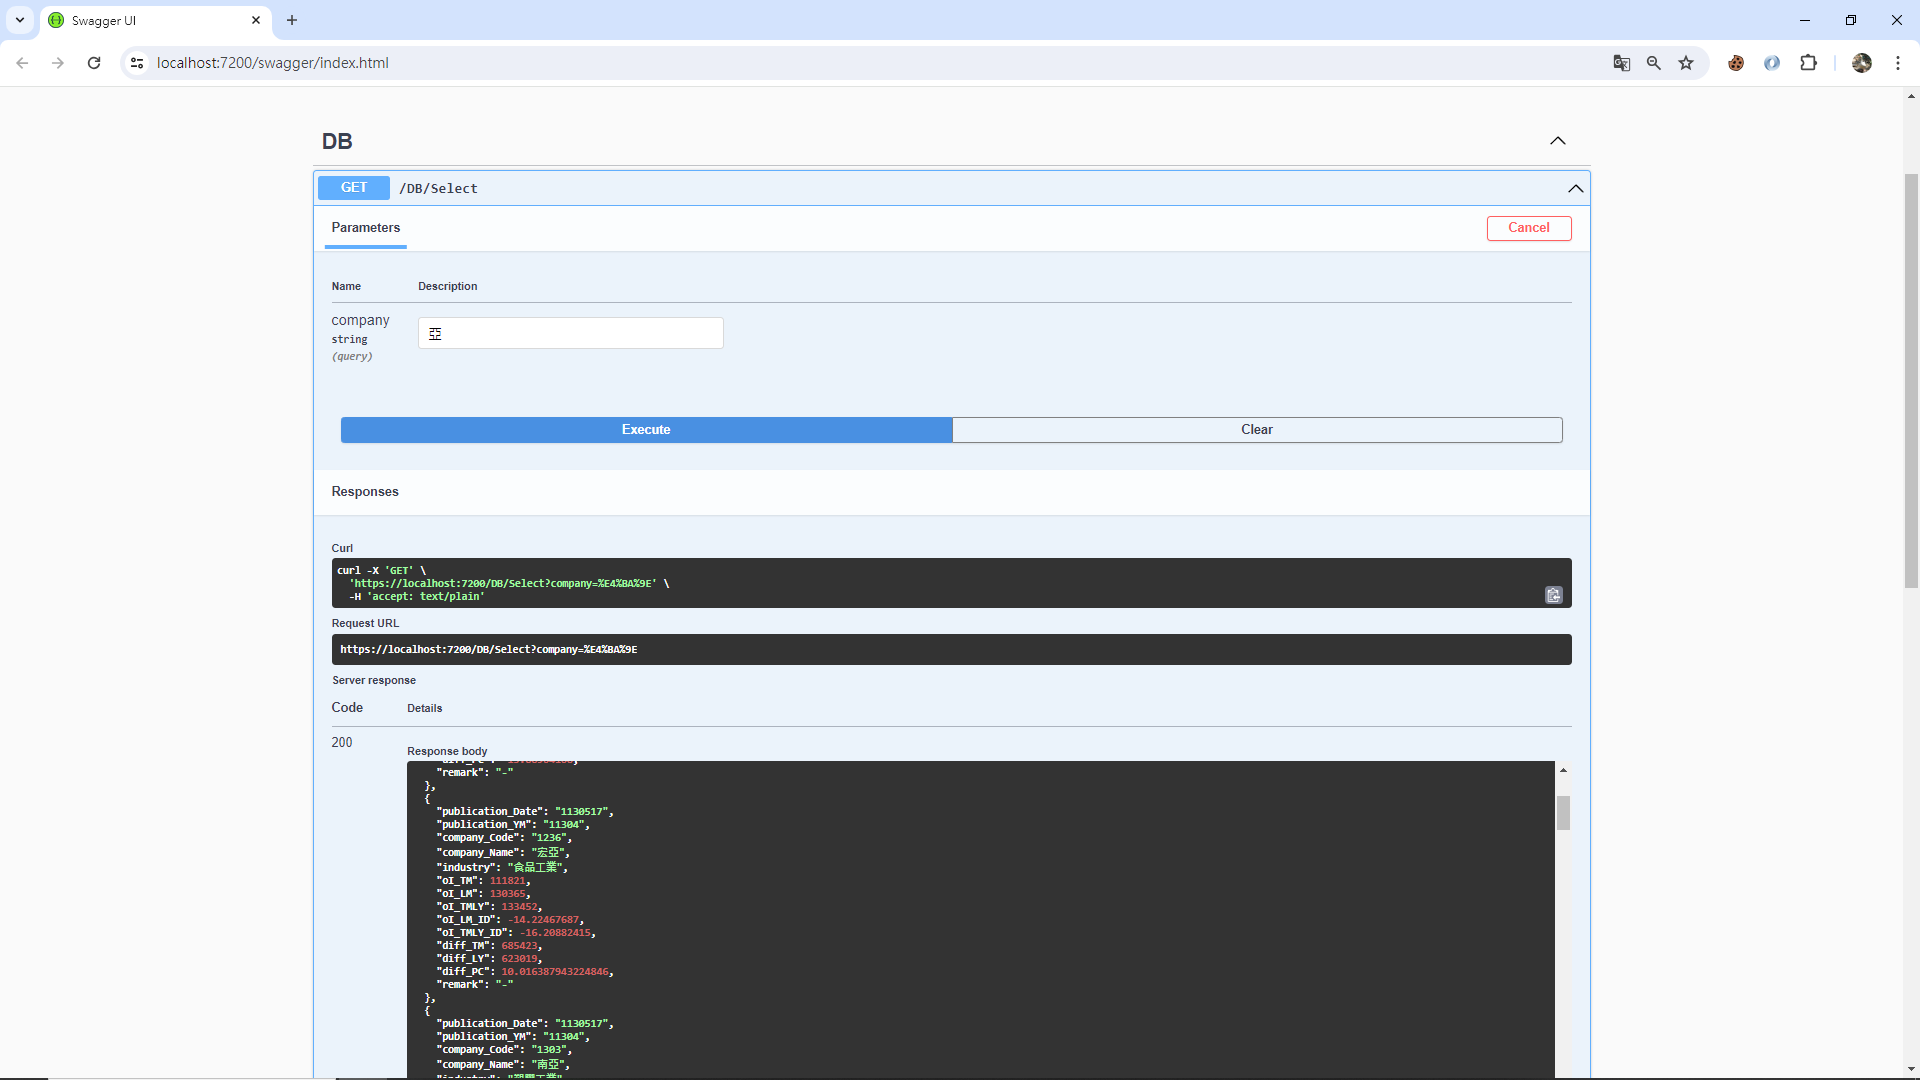 Swagger UI
localhost:7200/swagger/index.html
DB
GET /DB/Select
Parameters
Cancel
Name Description
company
string
(query)
亞
Execute Clear
Responses
Curl
curl -X 'GET' \
'https://localhost:7200/DB/Select?company=%E4%BA%9E' \
-H 'accept: text/plain'
Request URL
https://localhost:7200/DB/Select?company=%E4%BA%9E
Server response
Code Details
200
Response body
"remark": "-"
},
{
"publication_Date": "1130517",
"publication_YM": "11304",
"company_Code": "1236",
"company_Name": "宏亞",
"industry": "食品工業",
"oI_TM": 111821,
"oI_LM": 130365,
"oI_TMLY": 133452,
"oI_LM_ID": -14.22467687,
"oI_TMLY_ID": -16.20882415,
"diff_TM": 685423,
"diff_LY": 623019,
"diff_PC": 10.016387943224846,
"remark": "-"
},
{
"publication_Date": "1130517",
"publication_YM": "11304",
"company_Code": "1303",
"company_Name": "南亞",